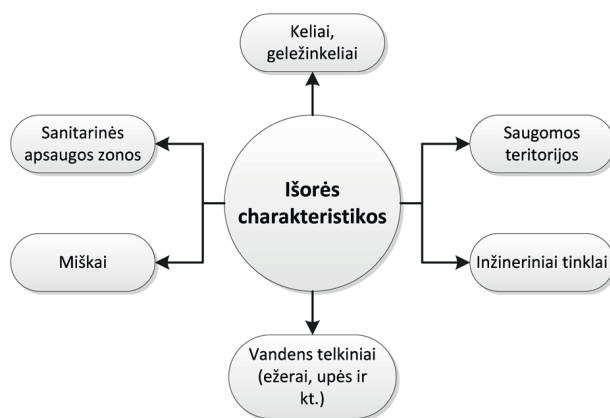 Keliai,
geležinkeliai
Sanitarinės
apsaugos zonos
Saugomos
teritorijos
Išorės
charakteristikos
Miškai
Inžineriniai tinklai
Vandens telkiniai
(ežerai, upės ir
kt.)